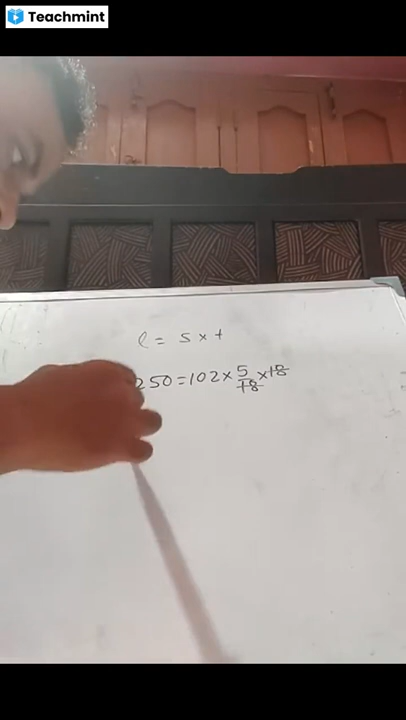 Teachmint
l = s x t
250 = 102 x 5/18 x 18